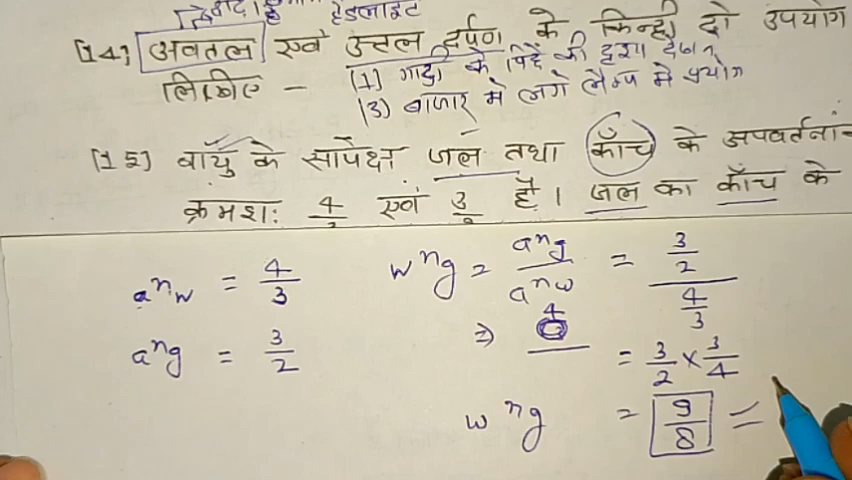 हेडलाइट
[14] अवतल एवं उत्तल दर्पण के किन्ही दो उपयोग
लिखिए - (1) गाड़ी के
(3) बाजार में लगे लैम्प में प्रयोग
[15] वायु के सापेक्ष जल तथा काँच के अपवर्तनांक
क्रमश: 4/3 एवं 3/2 है। जल का काँच के
anw = 4/3 wng = ang/anw = 3/2 / 4/3
ang = 3/2 ⇒ = 3/2 × 3/4
wng = 9/8 =